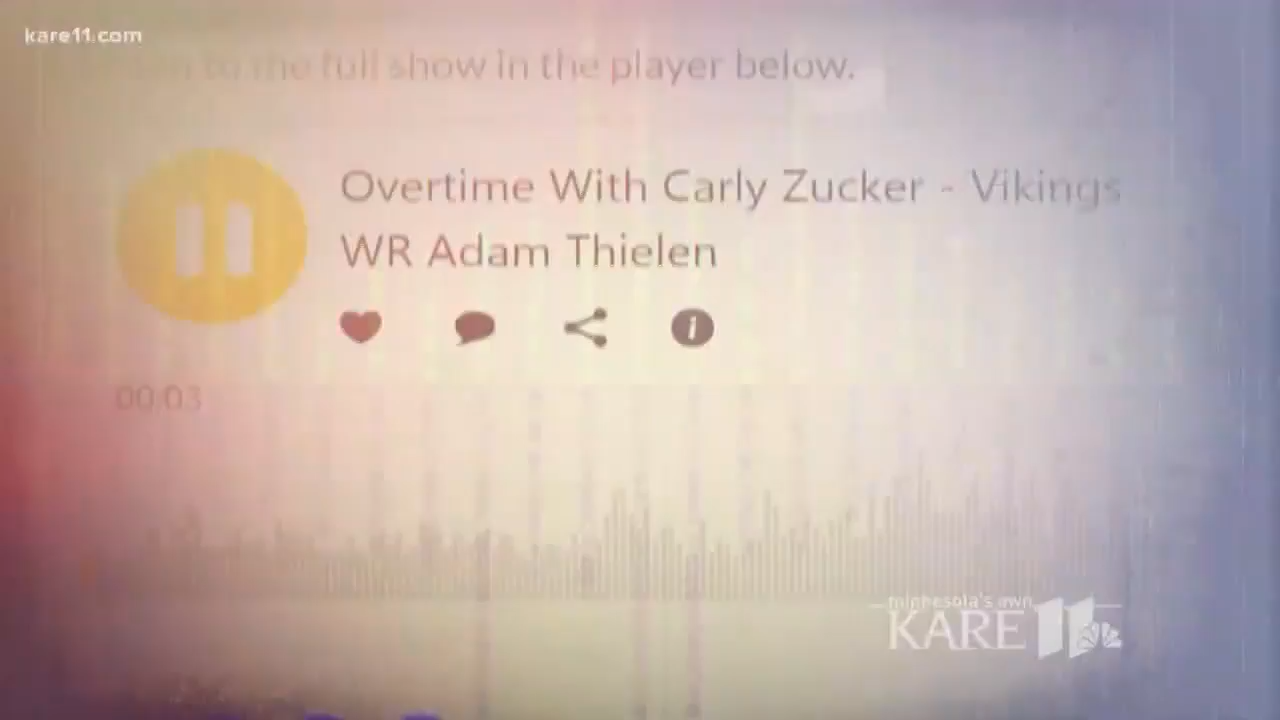 kare11.com
to the full show in the player below.
Overtime With Carly Zucker - Vikings
WR Adam Thielen
i
00:03
minnesota's own
KARE 11